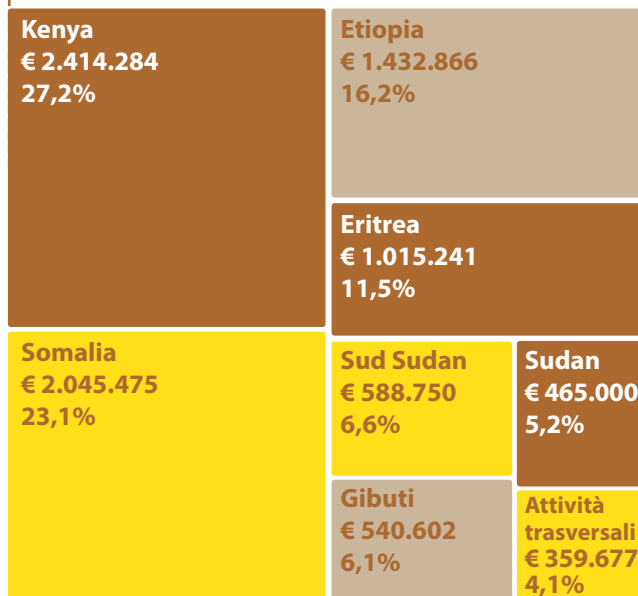 Kenya
€ 2.414.284
27,2%
Etiopia
€ 1.432.866
16,2%
Eritrea
€ 1.015.241
11,5%
Somalia
€ 2.045.475
23,1%
Sud Sudan
€ 588.750
6,6%
Sudan
€ 465.000
5,2%
Gibuti
€ 540.602
6,1%
Attività
trasversali
€ 359.677
4,1%